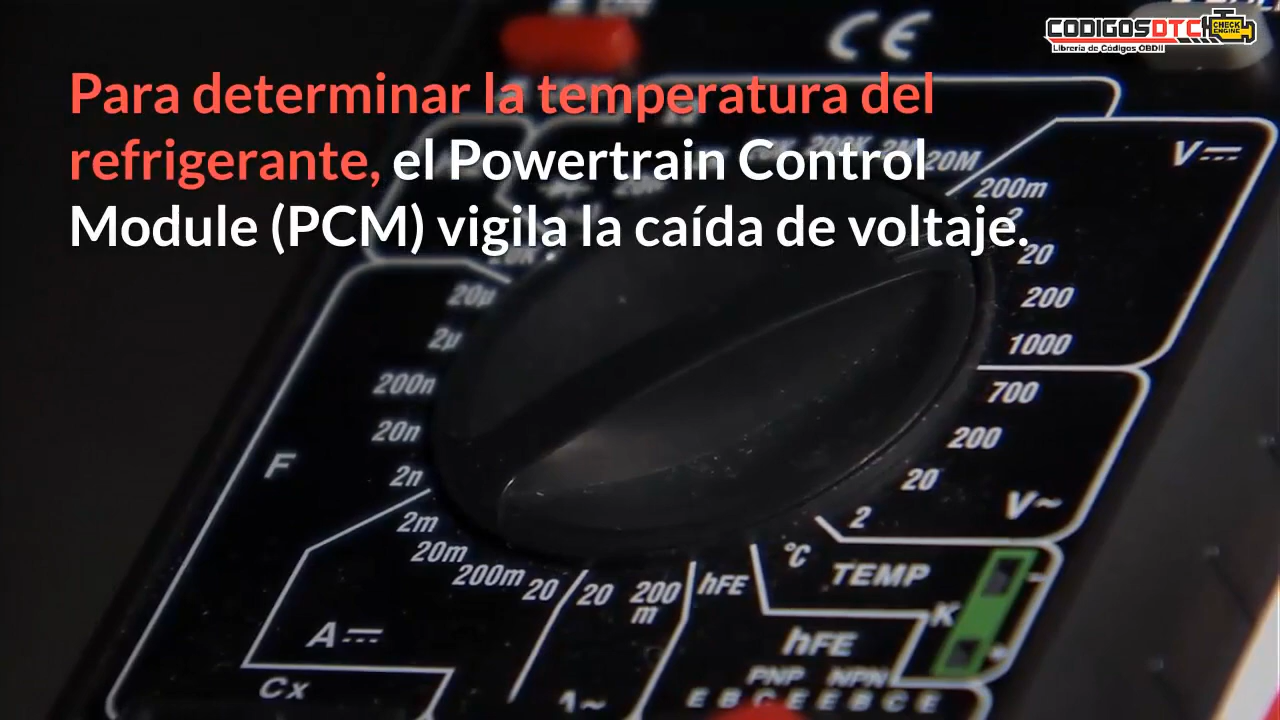 CE
CODIGOSDTC
CHECK
ENGINE
Librería de Códigos OBDII
Para determinar la temperatura del
refrigerante, el Powertrain Control
Module (PCM) vigila la caída de voltaje.
20M
V
200m
2
20
200
1000
700
200
20
2
V~
20µ
2µ
200n
20n
2n
F
2m
20m
200m
20
20
200
m
hFE
°C
TEMP
K
hFE
PNP NPN
E B C E E B C E
A
Cx